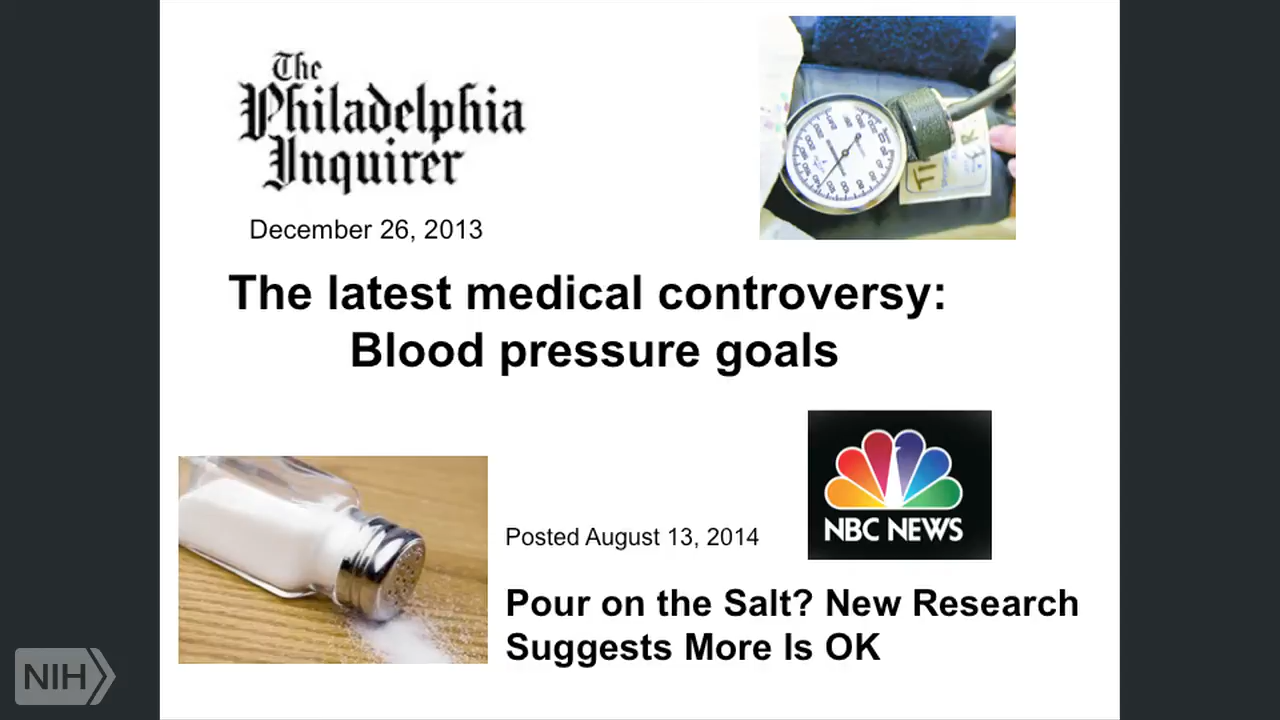 The
Philadelphia
Inquirer
December 26, 2013
The latest medical controversy:
Blood pressure goals
NBC NEWS
Posted August 13, 2014
Pour on the Salt? New Research
Suggests More Is OK
NIH